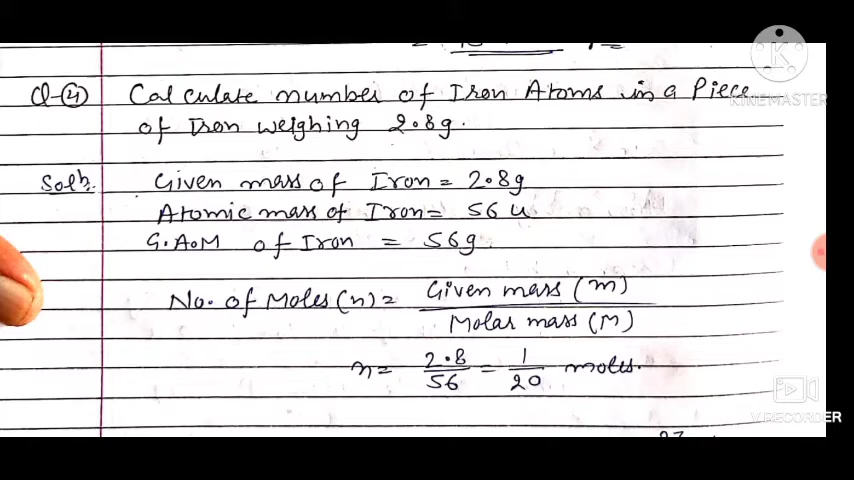 KINEMASTER
Q-(4) Calculate number of Iron Atoms in a Piece
of Iron weighing 2.8g.
Soln. Given mass of Iron = 2.8g
Atomic mass of Iron = 56 u
G.A.M of Iron = 56g
No. of Moles (n) = Given mass (m) / Molar mass (M)
n = 2.8/56 = 1/20 moles.
V.RECORDER